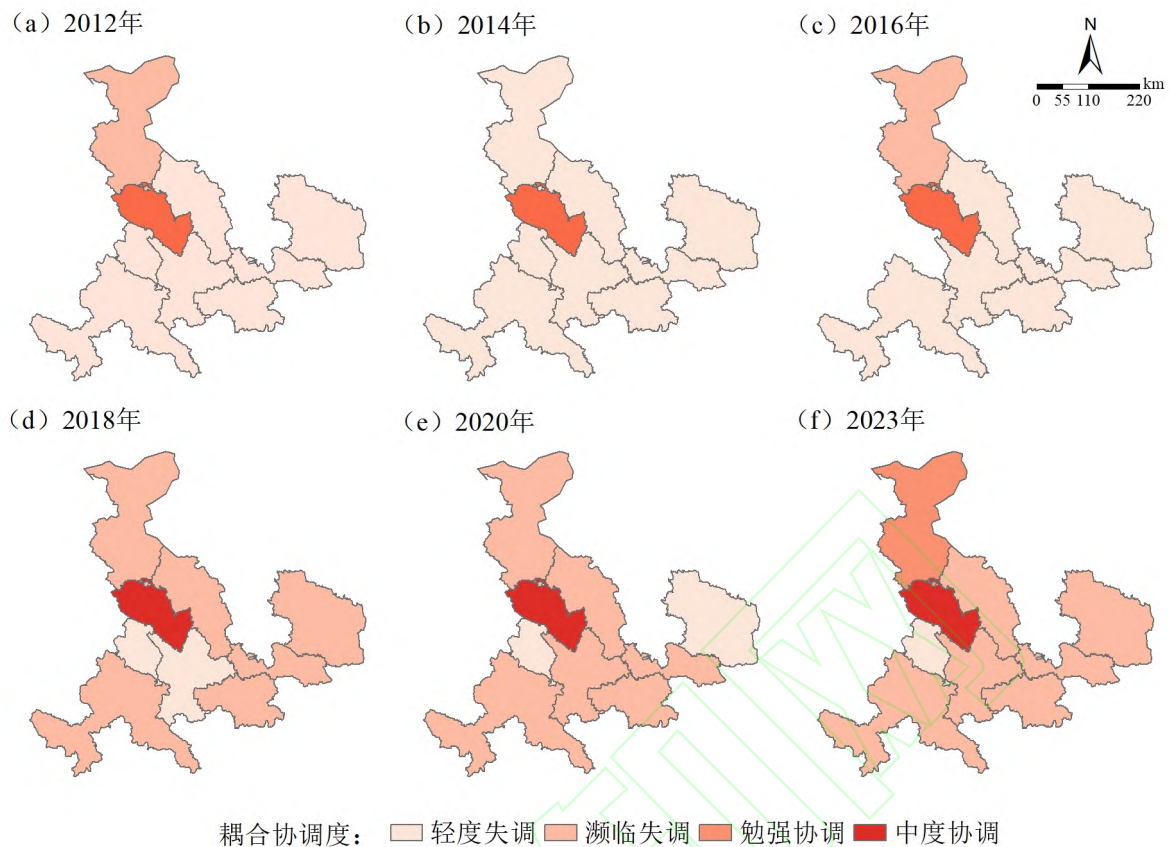 （a）2012年
（b）2014年
（c）2016年
N
km
0 55 110 220
（d）2018年
（e）2020年
（f）2023年
耦合协调度： 轻度失调 濒临失调 勉强协调 中度协调